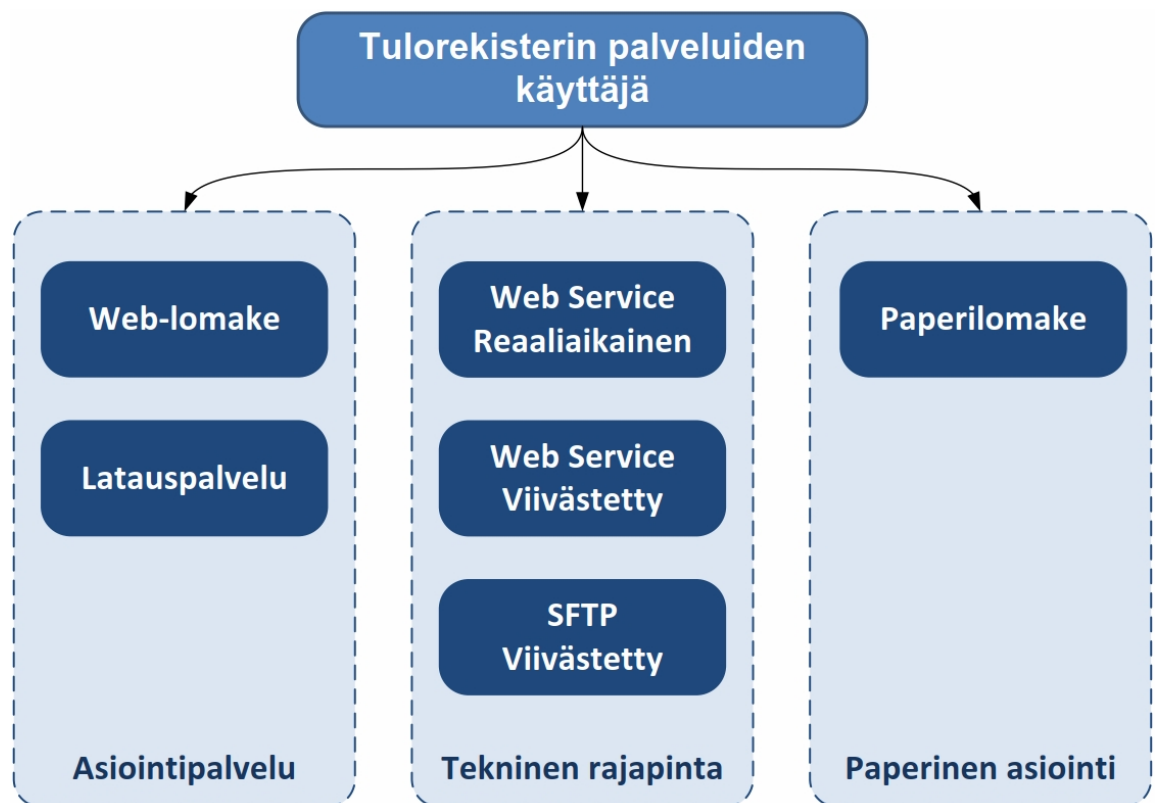 Tulorekisterin palveluiden
käyttäjä
Web-lomake
Latauspalvelu
Asiointipalvelu
Web Service
Reaaliaikainen
Web Service
Viivästetty
SFTP
Viivästetty
Tekninen rajapinta
Paperilomake
Paperinen asiointi